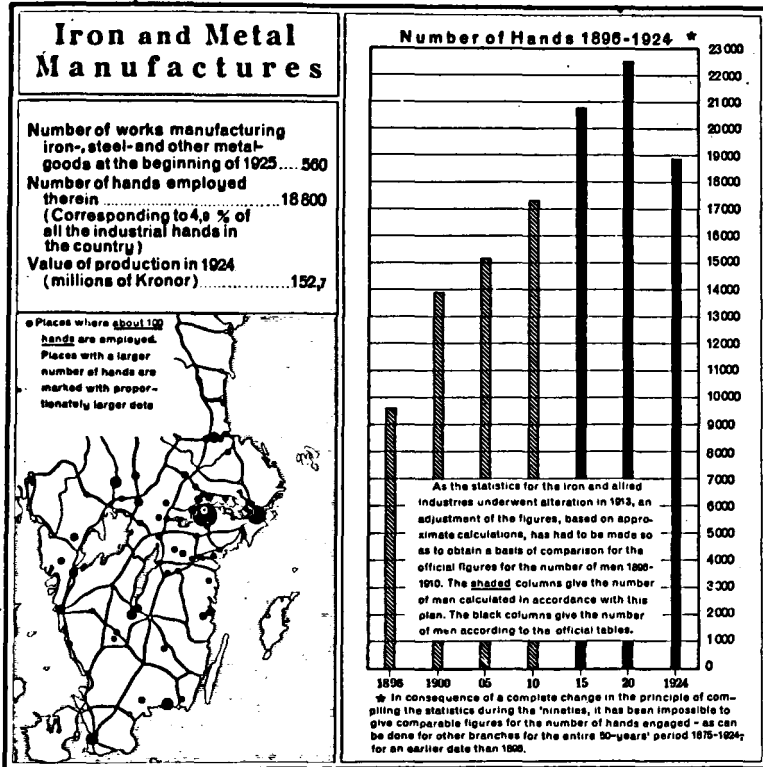 Iron and Metal
Manufactures
Number of works manufacturing
iron-, steel- and other metal-
goods at the beginning of 1925....560
Number of hands employed
therein ......................18800
(Corresponding to 4,9 % of
all the industrial hands in
the country)
Value of production in 1924
(millions of Kronor)..............152,7
Places where about 100
hands are employed.
Places with a larger
number of hands are
marked with propor-
tionately larger dots
Number of Hands 1896-1924 *
23000
22000
21000
20000
19000
18000
17000
16000
15000
14000
13000
12000
11000
10000
9000
8000
7000
6000
5000
4000
3000
2000
1000
0
As the statistics for the iron and allied
industries underwent alteration in 1913, an
adjustment of the figures, based on appro-
ximate calculations, has had to be made so
as to obtain a basis of comparison for the
official figures for the number of men 1896-
1910. The shaded columns give the number
of men calculated in accordance with this
plan. The black columns give the number
of men according to the official tables.
1896 1900 05 10 15 20 1924
* In consequence of a complete change in the principle of com-
piling the statistics during the 'nineties, it has been impossible to
give comparable figures for the number of hands engaged - as can
be done for other branches for the entire 50-years' period 1875-1924,
for an earlier date than 1896.